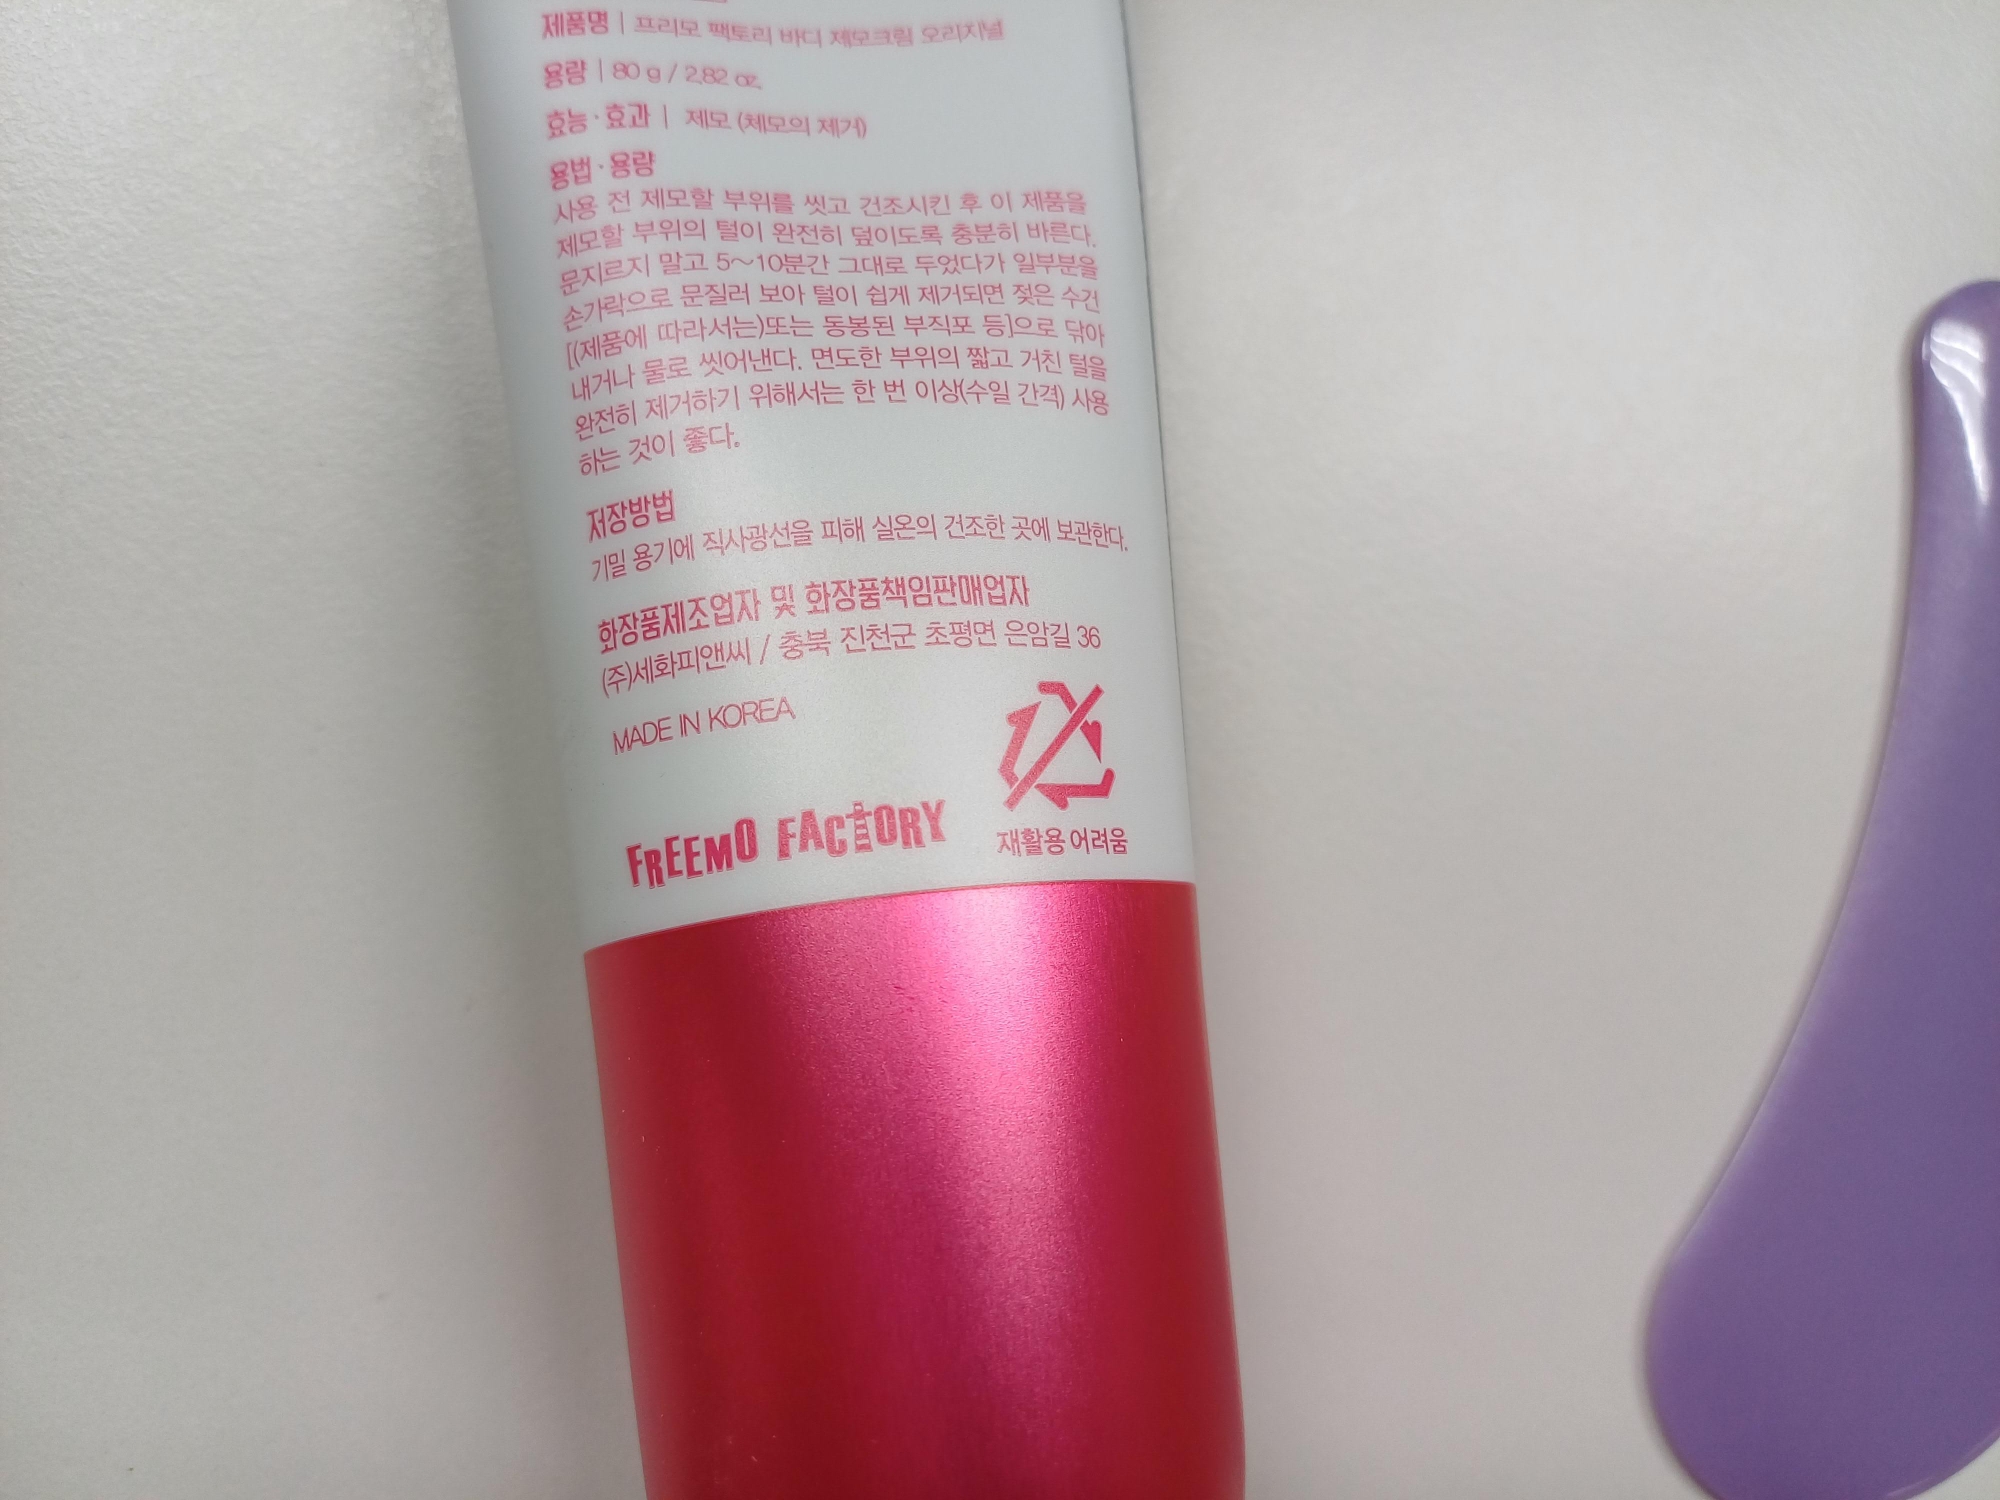 제품명 | 프리모 팩토리 바디 제모크림 오리지널
용량 | 80 g / 2.82 oz.
효능·효과 | 제모 (체모의 제거)
용법·용량
사용 전 제모할 부위를 씻고 건조시킨 후 이 제품을
제모할 부위의 털이 완전히 덮이도록 충분히 바른다.
문지르지 말고 5~10분간 그대로 두었다가 일부분을
손가락으로 문질러 보아 털이 쉽게 제거되면 젖은 수건
[(제품에 따라서는)또는 동봉된 부직포 등]으로 닦아
내거나 물로 씻어낸다. 면도한 부위의 짧고 거친 털을
완전히 제거하기 위해서는 한 번 이상(수일 간격) 사용
하는 것이 좋다.
저장방법
기밀 용기에 직사광선을 피해 실온의 건조한 곳에 보관한다.
화장품제조업자 및 화장품책임판매업자
(주)세화피앤씨 / 충북 진천군 초평면 은암길 36
MADE IN KOREA
FREEMO FACTORY
재활용 어려움